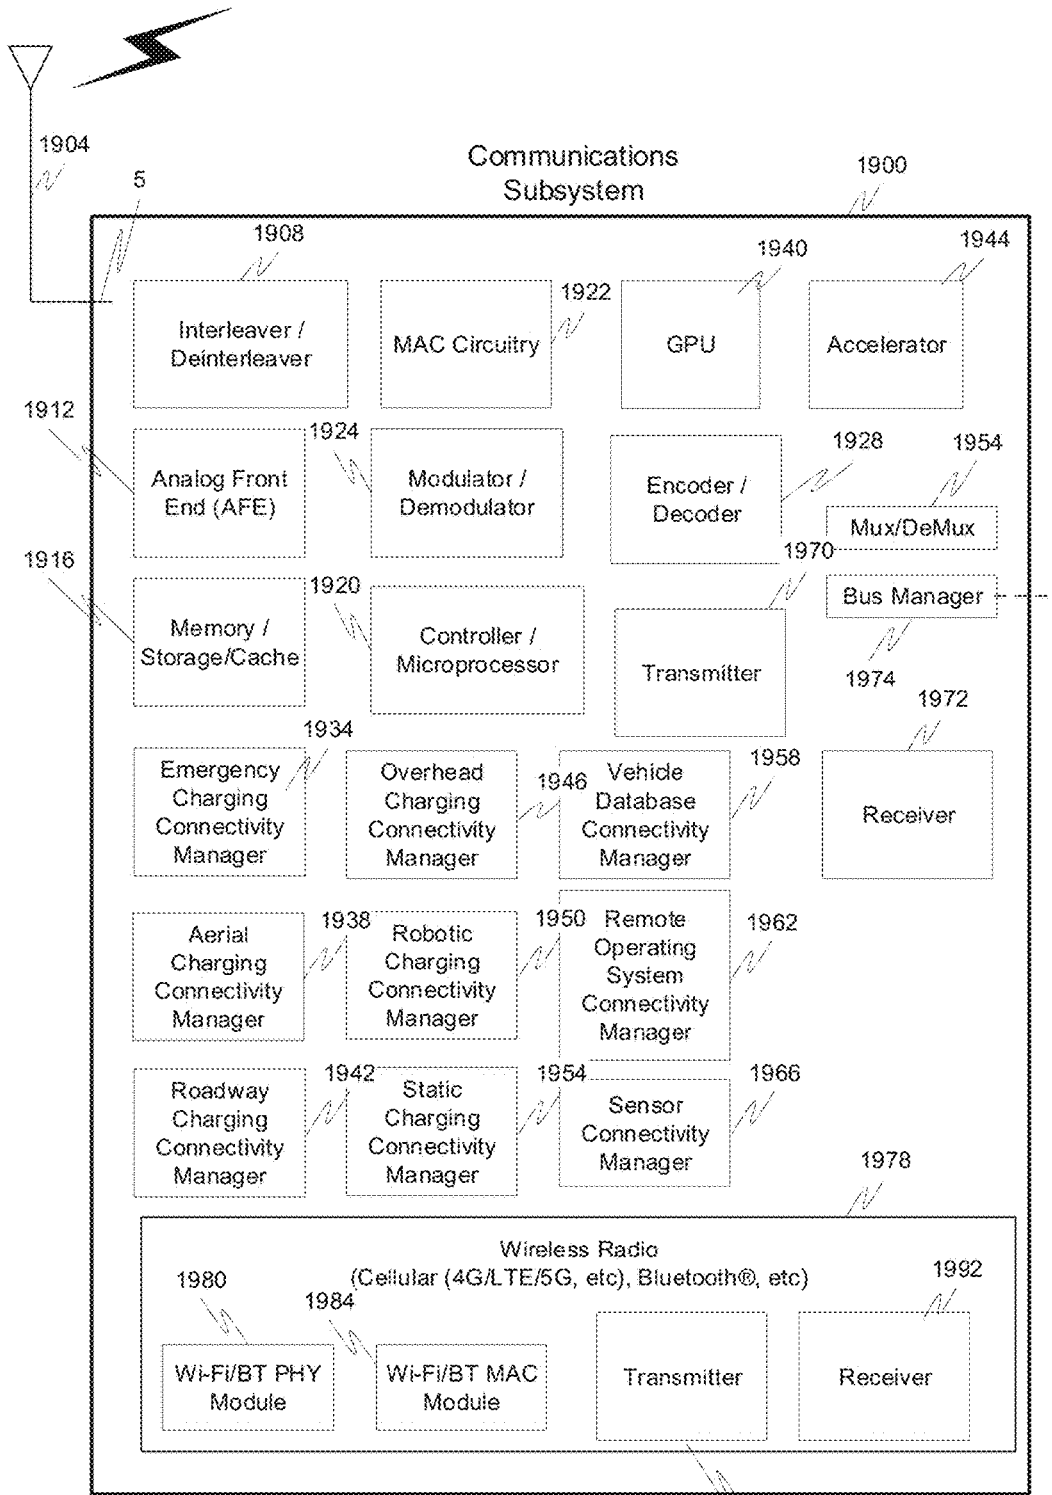 1904
5
Communications
Subsystem
1900
1908
1940
1944
1922
Interleaver /
Deinterleaver
MAC Circuitry
GPU
Accelerator
1912
1924
1928
1954
Analog Front
End (AFE)
Modulator /
Demodulator
Encoder /
Decoder
Mux/DeMux
1916
1920
1970
Bus Manager
Memory /
Storage/Cache
Controller /
Microprocessor
Transmitter
1974
1972
1934
Emergency
Charging
Connectivity
Manager
Overhead
Charging
Connectivity
Manager
1946
Vehicle
Database
Connectivity
Manager
1958
Receiver
Aerial
Charging
Connectivity
Manager
1938
Robotic
Charging
Connectivity
Manager
1950
Remote
Operating
System
Connectivity
Manager
1962
Roadway
Charging
Connectivity
Manager
1942
Static
Charging
Connectivity
Manager
1954
Sensor
Connectivity
Manager
1966
1978
Wireless Radio
(Cellular (4G/LTE/5G, etc), Bluetooth®, etc)
1980
1984
1992
Wi-Fi/BT PHY
Module
Wi-Fi/BT MAC
Module
Transmitter
Receiver